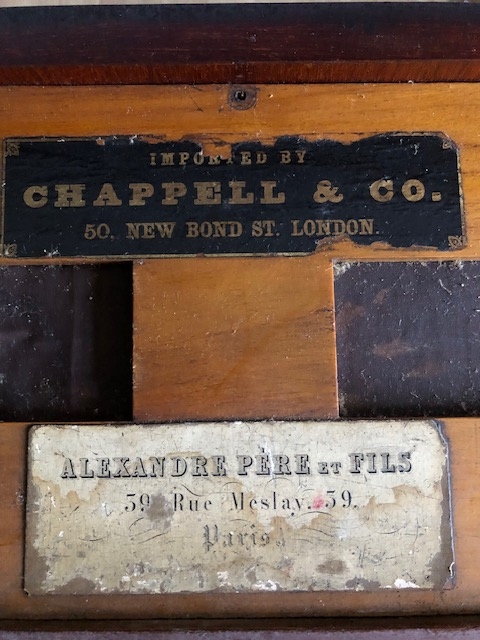 IMPORTED BY
CHAPPELL & CO.
50. NEW BOND ST. LONDON.
ALEXANDRE PÈRE ET FILS
39 Rue Meslay. 39.
Paris